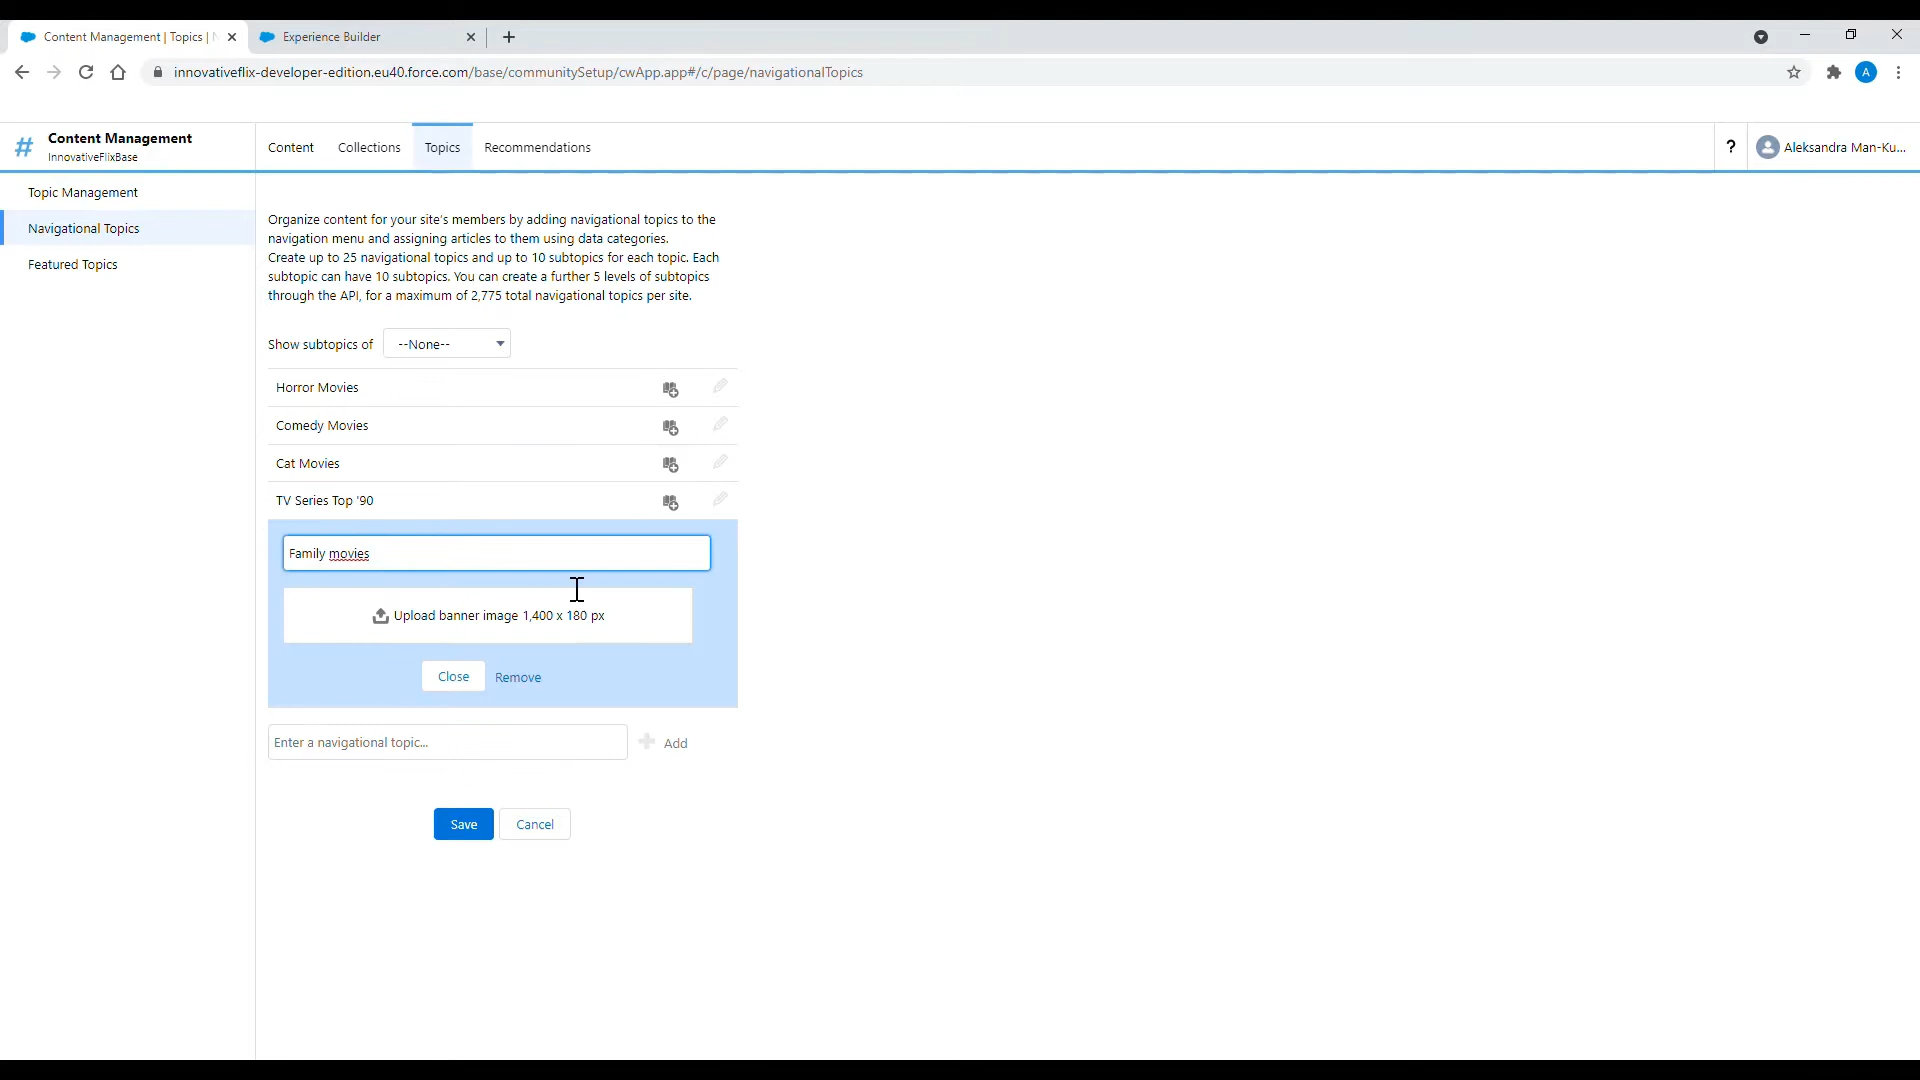 Content Management | Topics | N
Experience Builder
innovativeflix-developer-edition.eu40.force.com/base/communitySetup/cwApp.app#/c/page/navigationalTopics
A
Content Management
InnovativeFlixBase
Content
Collections
Topics
Recommendations
?
Aleksandra Man-Ku...
Topic Management
Navigational Topics
Featured Topics
Organize content for your site's members by adding navigational topics to the
navigation menu and assigning articles to them using data categories.
Create up to 25 navigational topics and up to 10 subtopics for each topic. Each
subtopic can have 10 subtopics. You can create a further 5 levels of subtopics
through the API, for a maximum of 2,775 total navigational topics per site.
Show subtopics of
--None--
Horror Movies
Comedy Movies
Cat Movies
TV Series Top '90
Family movies
Upload banner image 1,400 x 180 px
Close
Remove
Enter a navigational topic...
Add
Save
Cancel